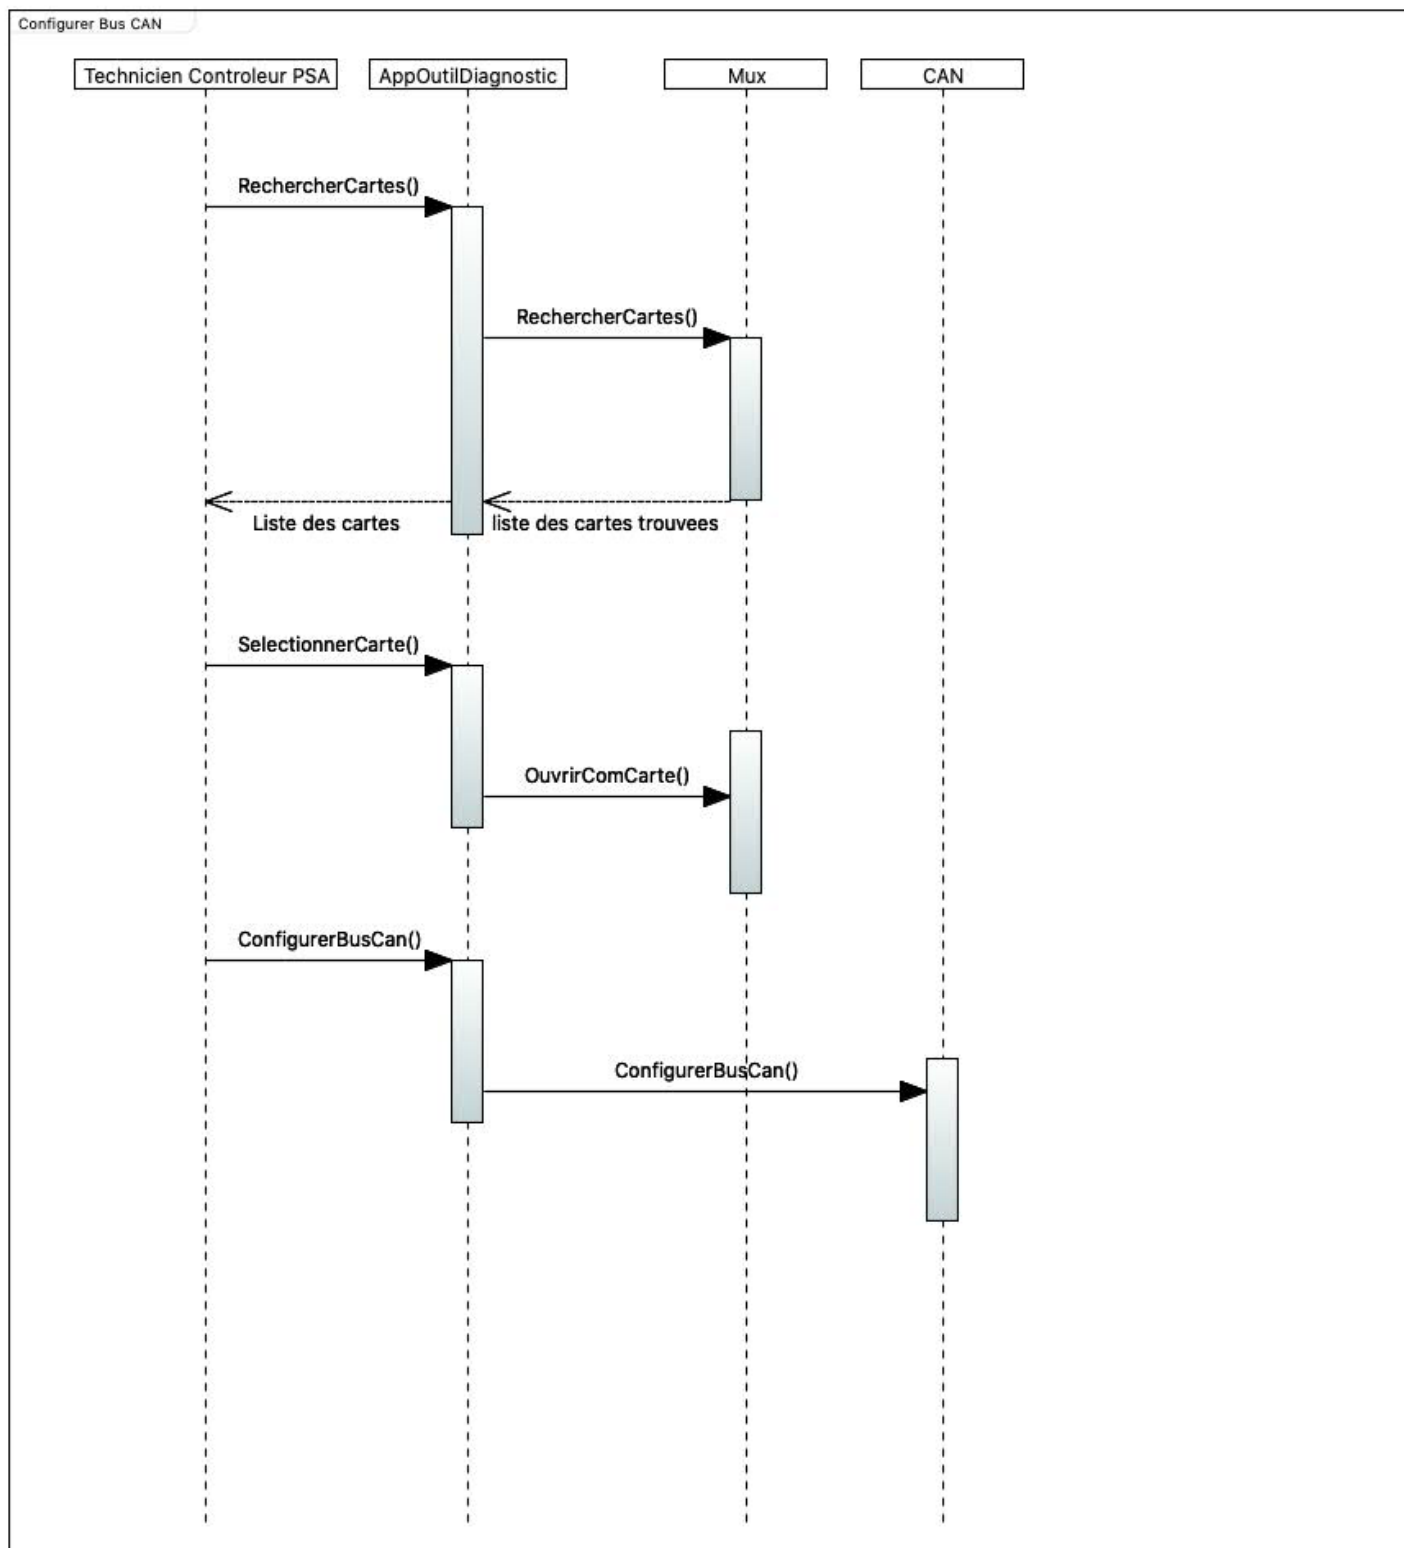 Configurer Bus CAN
Technicien Controleur PSA
AppOutilDiagnostic
Mux
CAN
RechercherCartes()
RechercherCartes()
Liste des cartes
liste des cartes trouvees
SelectionnerCarte()
OuvrirComCarte()
ConfigurerBusCan()
ConfigurerBusCan()